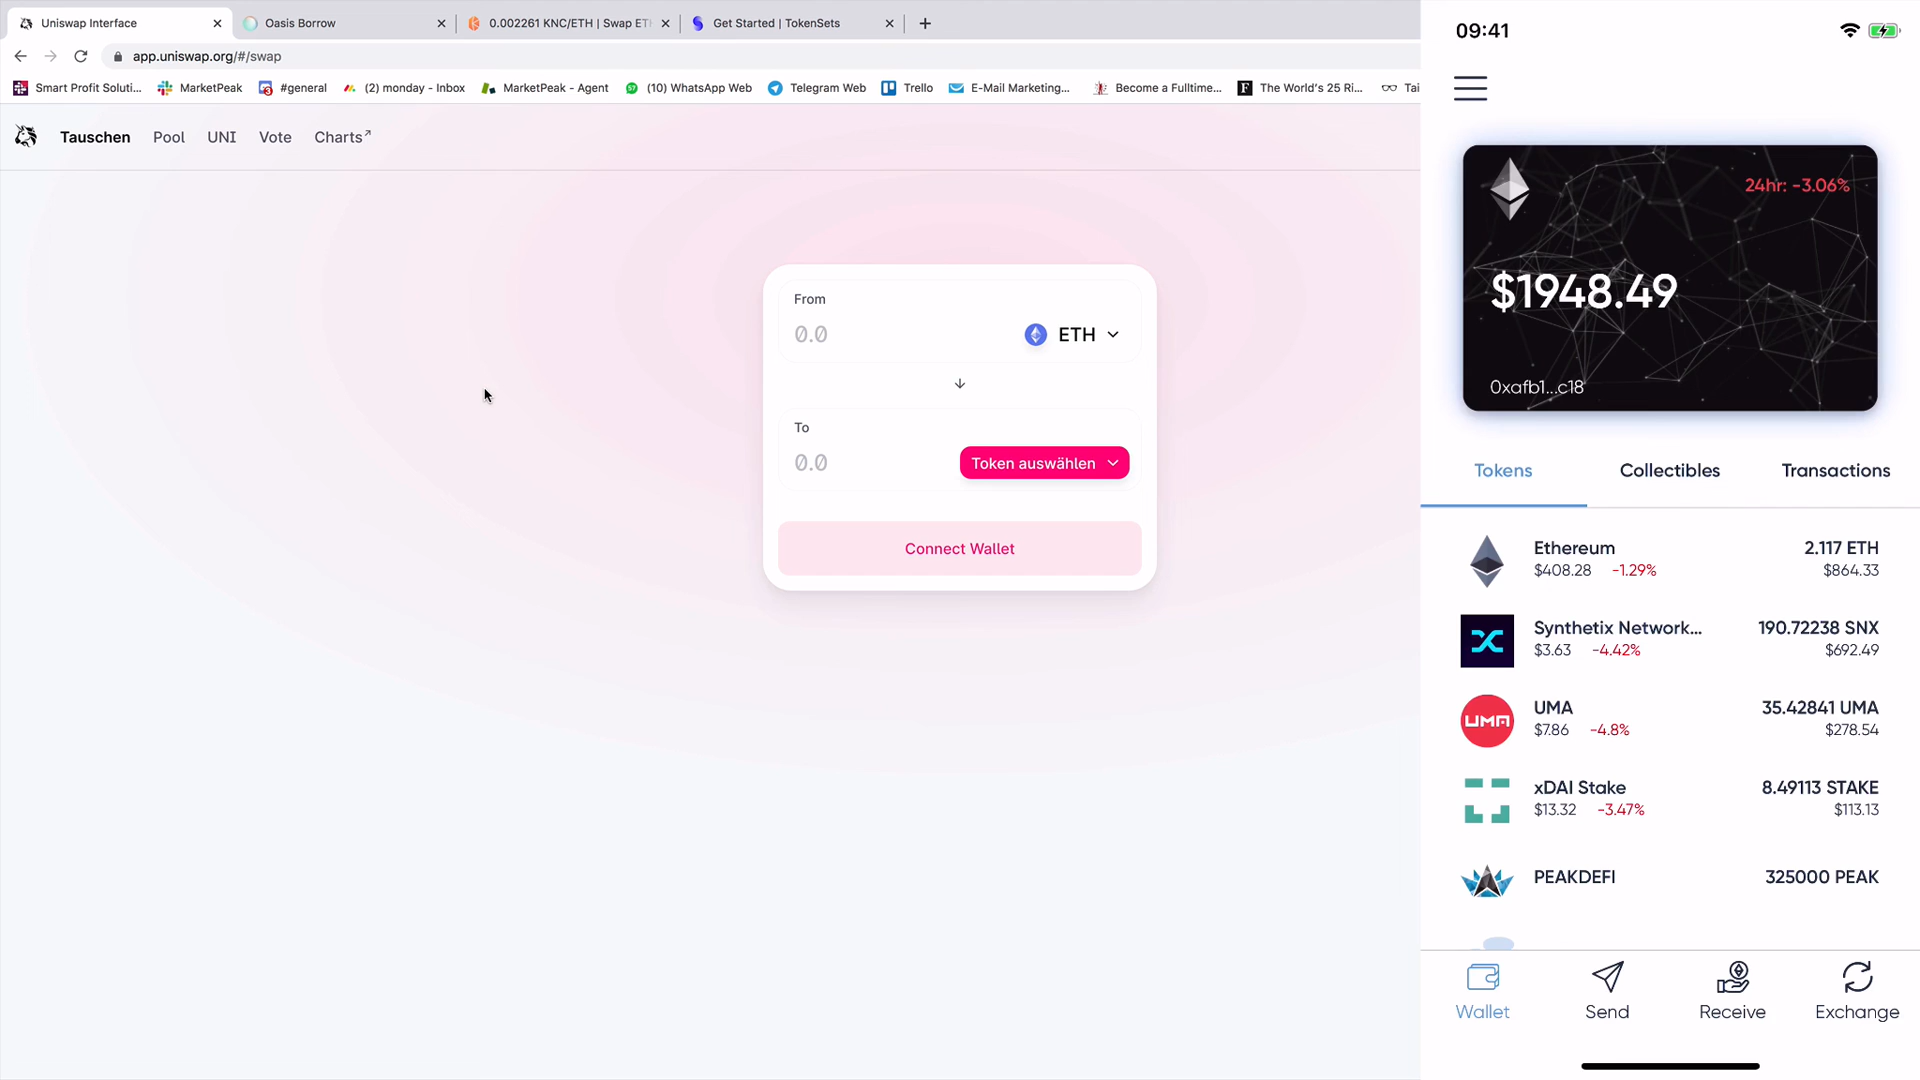 Uniswap Interface
Oasis Borrow
0.002261 KNC/ETH | Swap ETH
Get Started | TokenSets
app.uniswap.org/#/swap
Smart Profit Soluti...
MarketPeak
#general
(2) monday - Inbox
MarketPeak - Agent
(10) WhatsApp Web
Telegram Web
Trello
E-Mail Marketing...
Become a Fulltime...
The World's 25 Ri...
Tai
Tauschen
Pool
UNI
Vote
Charts↗
From
0.0
ETH
To
0.0
Token auswählen
Connect Wallet
09:41
24hr: -3.06%
$1948.49
0xafb1...c18
Tokens
Collectibles
Transactions
Ethereum
2.117 ETH
$408.28 -1.29%
$864.33
Synthetix Network...
190.72238 SNX
$3.63 -4.42%
$692.49
UMA
UMA
35.42841 UMA
$7.86 -4.8%
$278.54
xDAI Stake
8.49113 STAKE
$13.32 -3.47%
$113.13
PEAKDEFI
325000 PEAK
Wallet
Send
Receive
Exchange